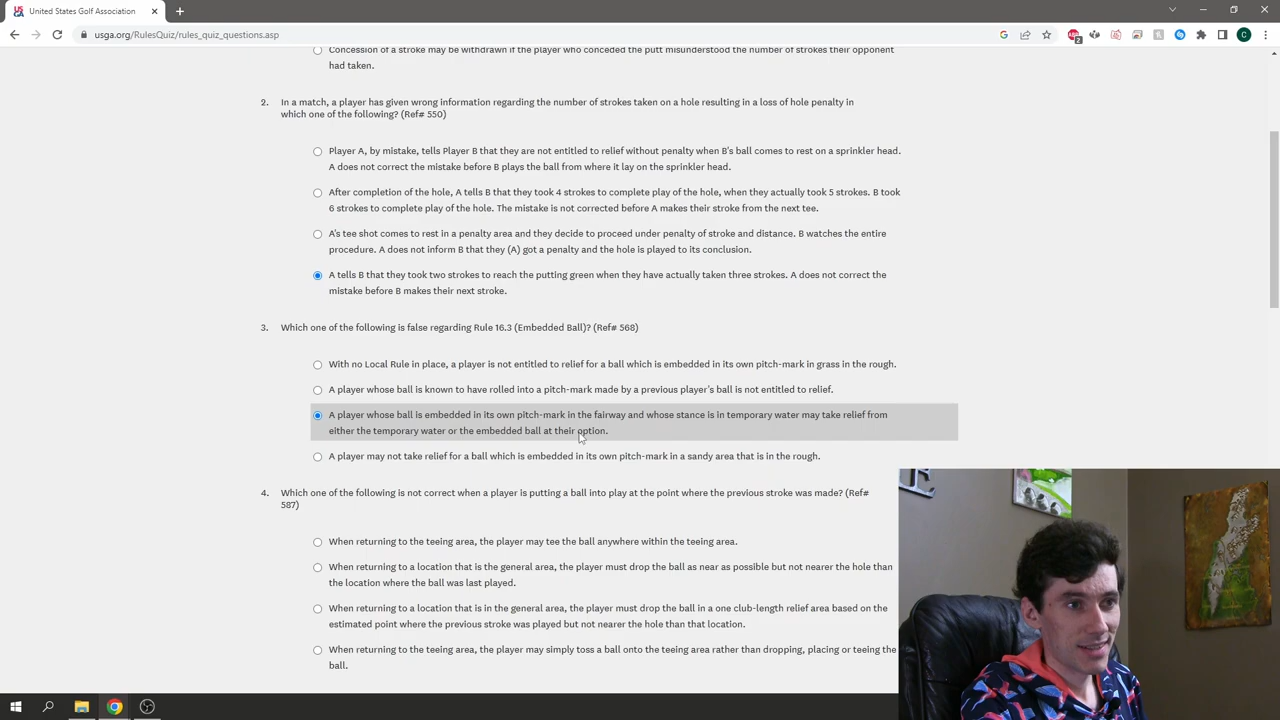 United States Golf Association
usga.org/RulesQuiz/rules_quiz_questions.asp
Concession of a stroke may be withdrawn if the player who conceded the putt misunderstood the number of strokes their opponent
had taken.
2. In a match, a player has given wrong information regarding the number of strokes taken on a hole resulting in a loss of hole penalty in
which one of the following? (Ref# 550)
Player A, by mistake, tells Player B that they are not entitled to relief without penalty when B's ball comes to rest on a sprinkler head.
A does not correct the mistake before B plays the ball from where it lay on the sprinkler head.
After completion of the hole, A tells B that they took 4 strokes to complete play of the hole, when they actually took 5 strokes. B took
6 strokes to complete play of the hole. The mistake is not corrected before A makes their stroke from the next tee.
A's tee shot comes to rest in a penalty area and they decide to proceed under penalty of stroke and distance. B watches the entire
procedure. A does not inform B that they (A) got a penalty and the hole is played to its conclusion.
A tells B that they took two strokes to reach the putting green when they have actually taken three strokes. A does not correct the
mistake before B makes their next stroke.
3. Which one of the following is false regarding Rule 16.3 (Embedded Ball)? (Ref# 568)
With no Local Rule in place, a player is not entitled to relief for a ball which is embedded in its own pitch-mark in grass in the rough.
A player whose ball is known to have rolled into a pitch-mark made by a previous player's ball is not entitled to relief.
A player whose ball is embedded in its own pitch-mark in the fairway and whose stance is in temporary water may take relief from
either the temporary water or the embedded ball at their option.
A player may not take relief for a ball which is embedded in its own pitch-mark in a sandy area that is in the rough.
4. Which one of the following is not correct when a player is putting a ball into play at the point where the previous stroke was made? (Ref#
587)
When returning to the teeing area, the player may tee the ball anywhere within the teeing area.
When returning to a location that is the general area, the player must drop the ball as near as possible but not nearer the hole than
the location where the ball was last played.
When returning to a location that is in the general area, the player must drop the ball in a one club-length relief area based on the
estimated point where the previous stroke was played but not nearer the hole than that location.
When returning to the teeing area, the player may simply toss a ball onto the teeing area rather than dropping, placing or teeing the
ball.